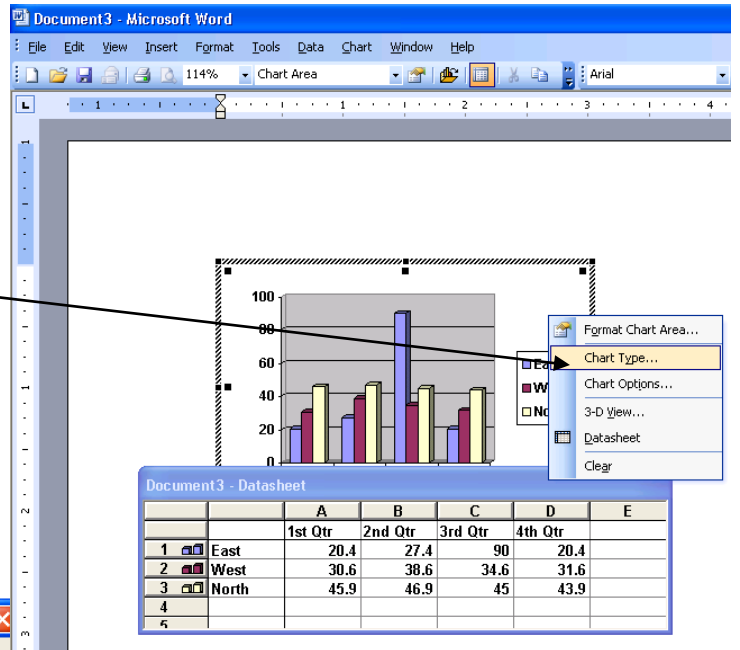 Document3 - Microsoft Word
File Edit View Insert Format Tools Data Chart Window Help
114% Chart Area Arial
1 1 2 3 4
100
80
60
40
20
0
Format Chart Area...
Chart Type...
Chart Options...
3-D View...
Datasheet
Clear
Document3 - Datasheet
A B C D E
1st Qtr 2nd Qtr 3rd Qtr 4th Qtr
1 East 20.4 27.4 90 20.4
2 West 30.6 38.6 34.6 31.6
3 North 45.9 46.9 45 43.9
4
5